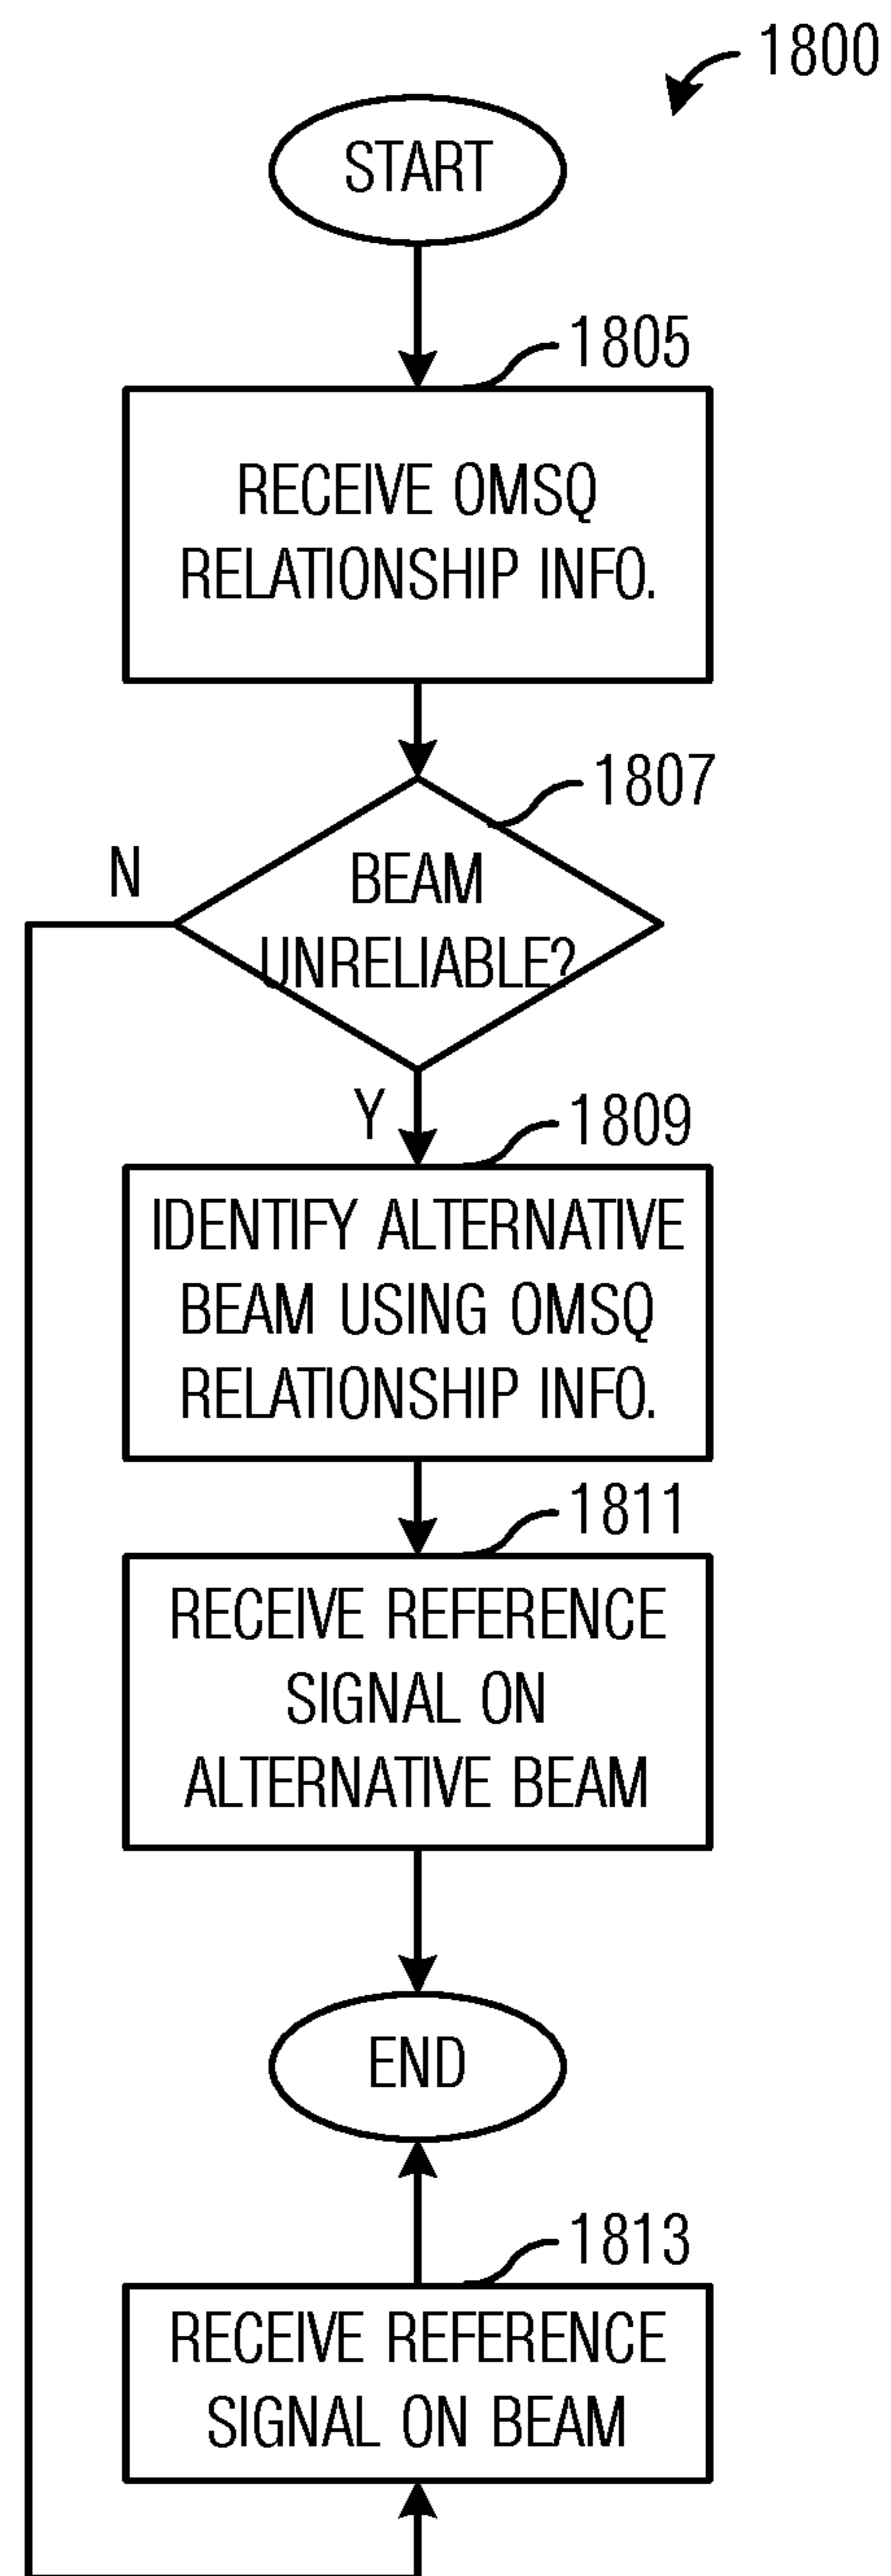 1800
START
1805
RECEIVE OMSQ
RELATIONSHIP INFO.
1807
N
BEAM
UNRELIABLE?
Y
1809
IDENTIFY ALTERNATIVE
BEAM USING OMSQ
RELATIONSHIP INFO.
1811
RECEIVE REFERENCE
SIGNAL ON
ALTERNATIVE BEAM
END
1813
RECEIVE REFERENCE
SIGNAL ON BEAM